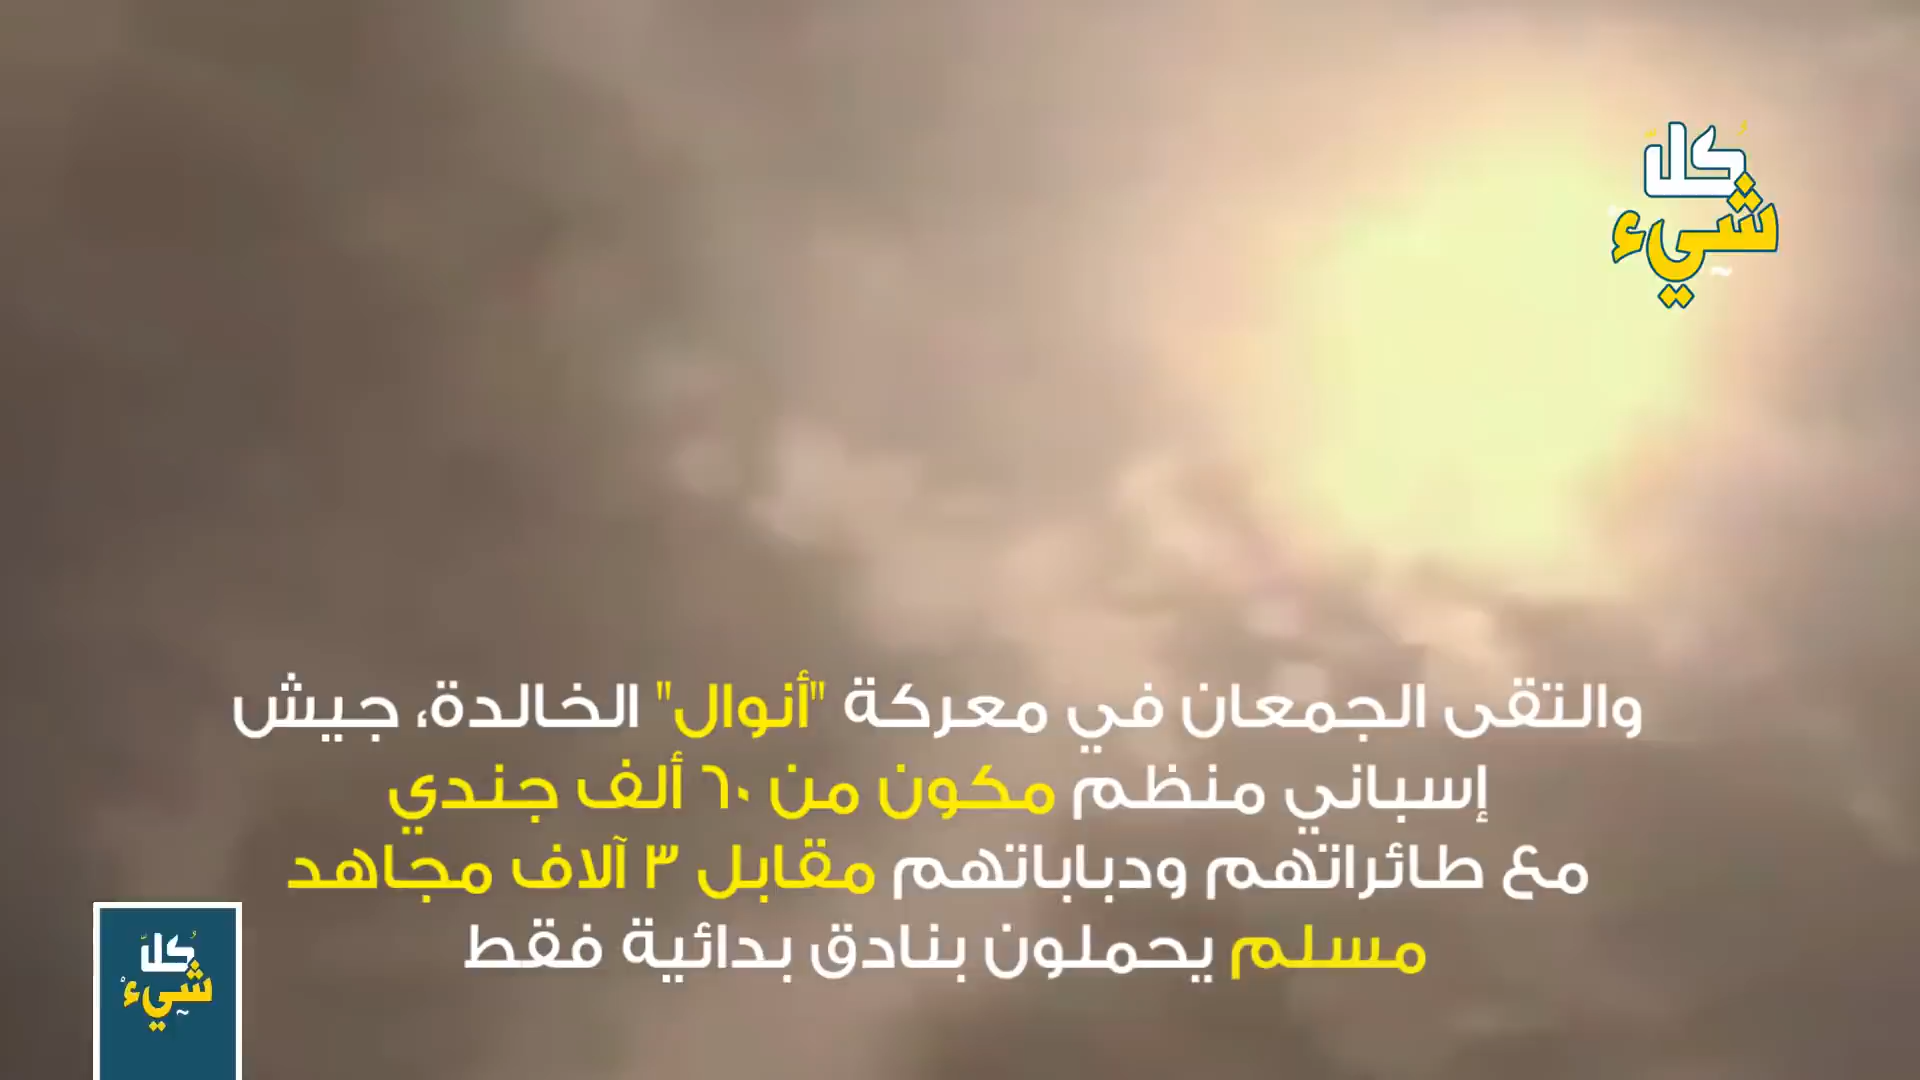 كل
شيء
والتقى الجمعان في معركة "أنوال" الخالدة، جيش
إسباني منظم مكون من ٦٠ ألف جندي
مع طائراتهم ودباباتهم مقابل ٣ آلاف مجاهد
مسلم يحملون بنادق بدائية فقط
كل
شيء